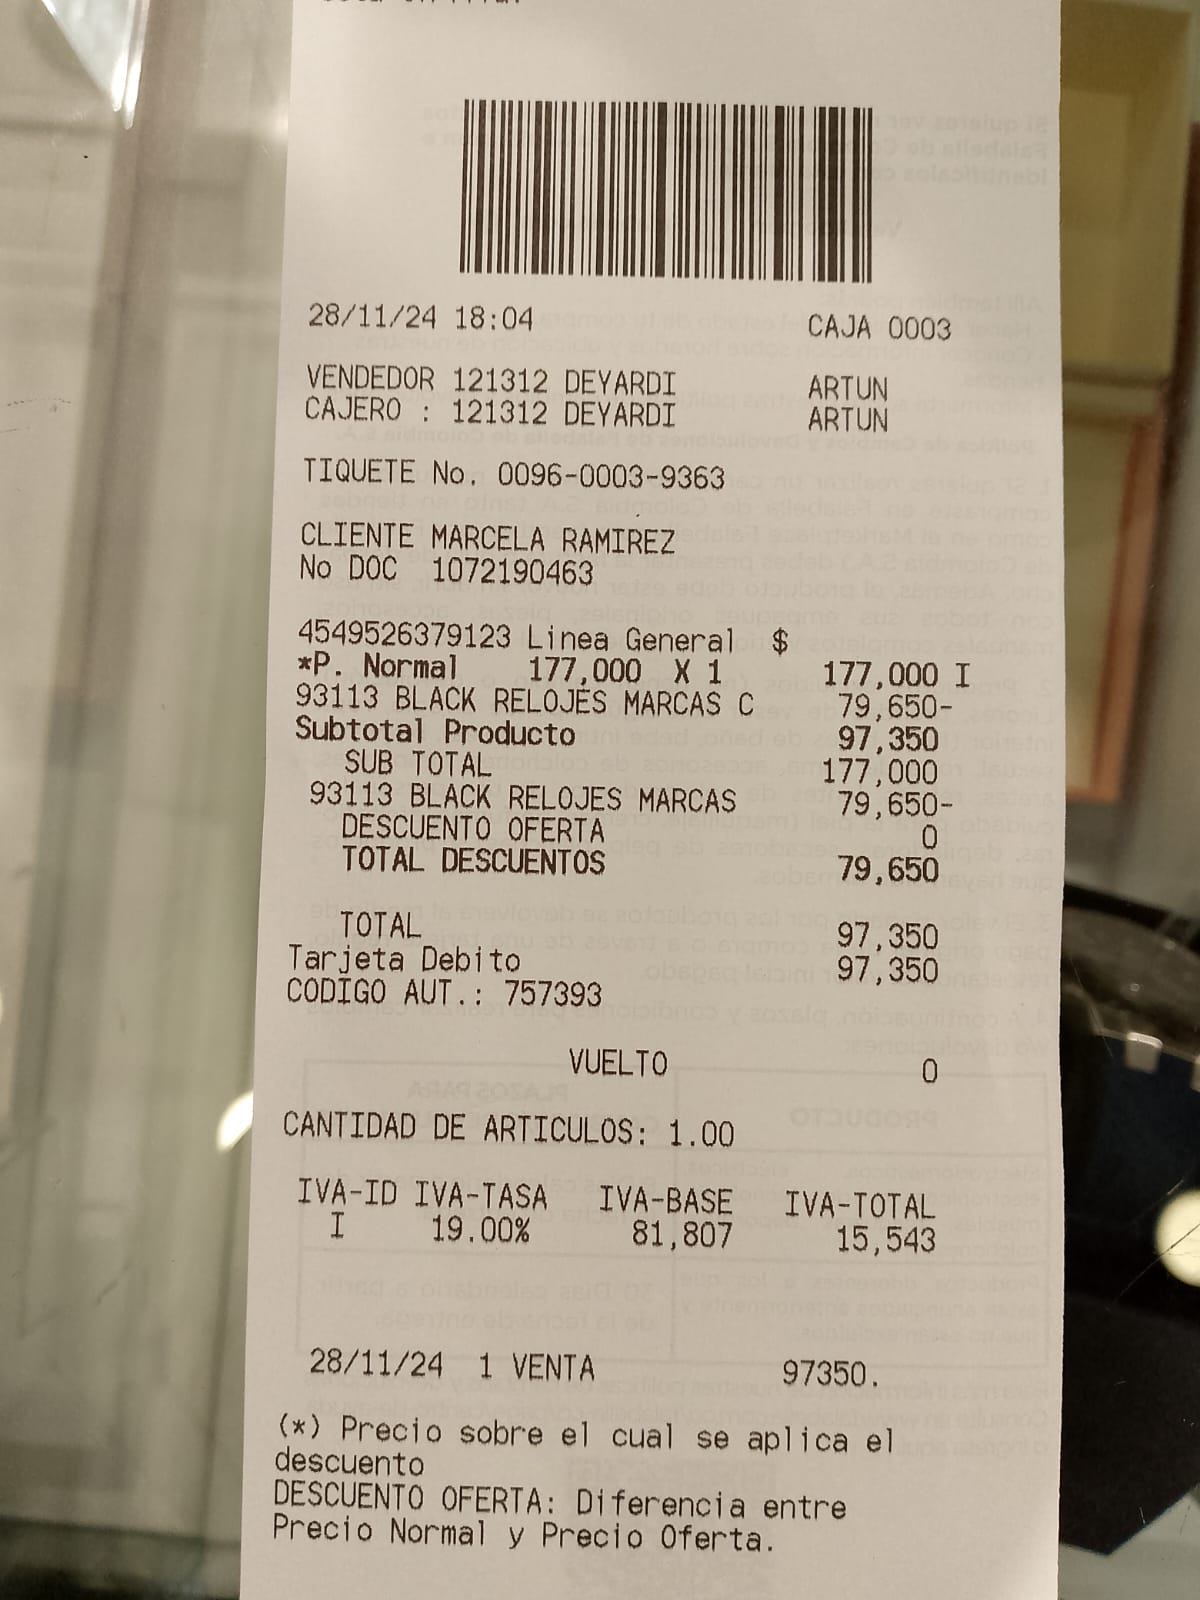 28/11/24 18:04 CAJA 0003
VENDEDOR 121312 DEYARDI ARTUN
CAJERO : 121312 DEYARDI ARTUN
TIQUETE No. 0096-0003-9363
CLIENTE MARCELA RAMIREZ
No DOC 1072190463
4549526379123 Linea General $
*P. Normal 177,000 X 1 177,000 I
93113 BLACK RELOJES MARCAS C 79,650-
Subtotal Producto 97,350
SUB TOTAL 177,000
93113 BLACK RELOJES MARCAS 79,650-
DESCUENTO OFERTA 0
TOTAL DESCUENTOS 79,650
TOTAL 97,350
Tarjeta Debito 97,350
CODIGO AUT.: 757393
VUELTO 0
CANTIDAD DE ARTICULOS: 1.00
IVA-ID IVA-TASA IVA-BASE IVA-TOTAL
I 19.00% 81,807 15,543
28/11/24 1 VENTA 97350.
(*) Precio sobre el cual se aplica el
descuento
DESCUENTO OFERTA: Diferencia entre
Precio Normal y Precio Oferta.